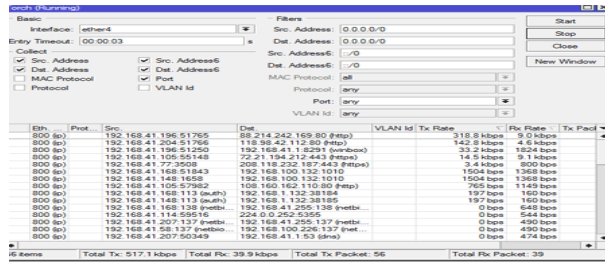 orch (Running)
Basic
Interface: ether4
Entry Timeout: 00:00:03 s
Collect
Src. Address Src. Address6
Dst. Address Dst. Address6
MAC Protocol Port
Protocol VLAN Id
Filters
Src. Address: 0.0.0.0/0
Dst. Address: 0.0.0.0/0
Src. Address6: ::/0
Dst. Address6: ::/0
MAC Protocol: all
Protocol: any
Port: any
VLAN Id: any
Start
Stop
Close
New Window
Eth. ... Prot... Src. Dst. VLAN Id Tx Rate Rx Rate Tx Pack
800 (ip) 192.168.41.196:51765 88.214.242.169:80 (http) 318.8 kbps 9.0 kbps
800 (ip) 192.168.41.204:51766 118.98.42.112:80 (http) 142.8 kbps 4.6 kbps
800 (ip) 192.168.41.196:51250 192.168.41.1:8291 (winbox) 33.2 kbps 1824 bps
800 (ip) 192.168.41.105:55148 72.21.194.212:443 (https) 14.5 kbps 9.1 kbps
800 (ip) 192.168.41.77:3508 208.118.232.187:443 (https) 3.4 kbps 800 bps
800 (ip) 192.168.41.168:51843 192.168.100.132:1010 1504 bps 1368 bps
800 (ip) 192.168.41.148:1658 192.168.100.132:1010 1504 bps 1368 bps
800 (ip) 192.168.41.105:57982 108.160.162.110:80 (http) 765 bps 1149 bps
800 (ip) 192.168.41.168:113 (auth) 192.168.1.132:38184 197 bps 160 bps
800 (ip) 192.168.41.148:113 (auth) 192.168.1.132:38185 197 bps 160 bps
800 (ip) 192.168.41.168:138 (netbi... 192.168.41.255:138 (netbi... 0 bps 648 bps
800 (ip) 192.168.41.114:59516 224.0.0.252:5355 0 bps 544 bps
800 (ip) 192.168.41.207:137 (netbi... 192.168.41.255:137 (netbi... 0 bps 490 bps
800 (ip) 192.168.41.58:137 (netbio... 192.168.100.226:137 (net... 0 bps 490 bps
800 (ip) 192.168.41.207:50349 192.168.41.1:53 (dns) 0 bps 474 bps
items Total Tx: 517.1 kbps Total Rx: 39.9 kbps Total Tx Packet: 56 Total Rx Packet: 39